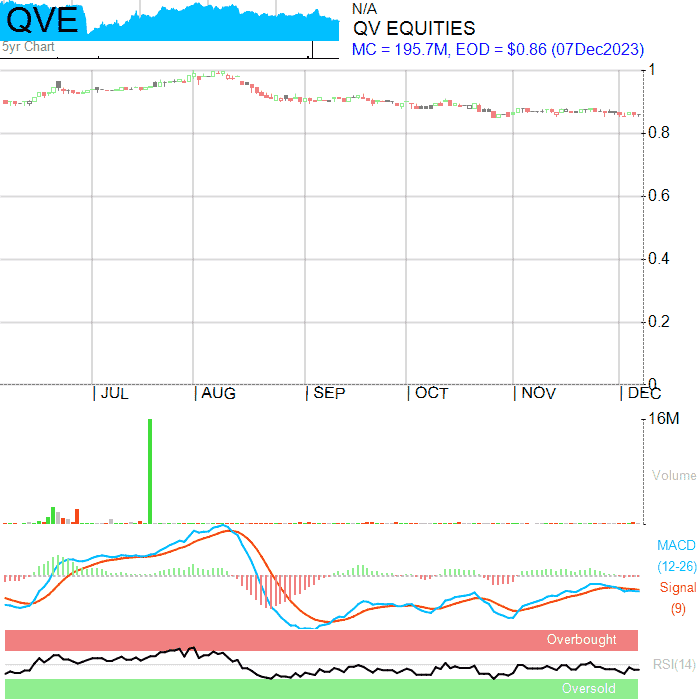 QVE
5yr Chart
N/A
QV EQUITIES
MC = 195.7M, EOD = $0.86 (07Dec2023)
1
0.8
0.6
0.4
0.2
0
JUL AUG SEP OCT NOV DEC
16M
Volume
MACD
(12-26)
Signal
(9)
Overbought
RSI(14)
Oversold